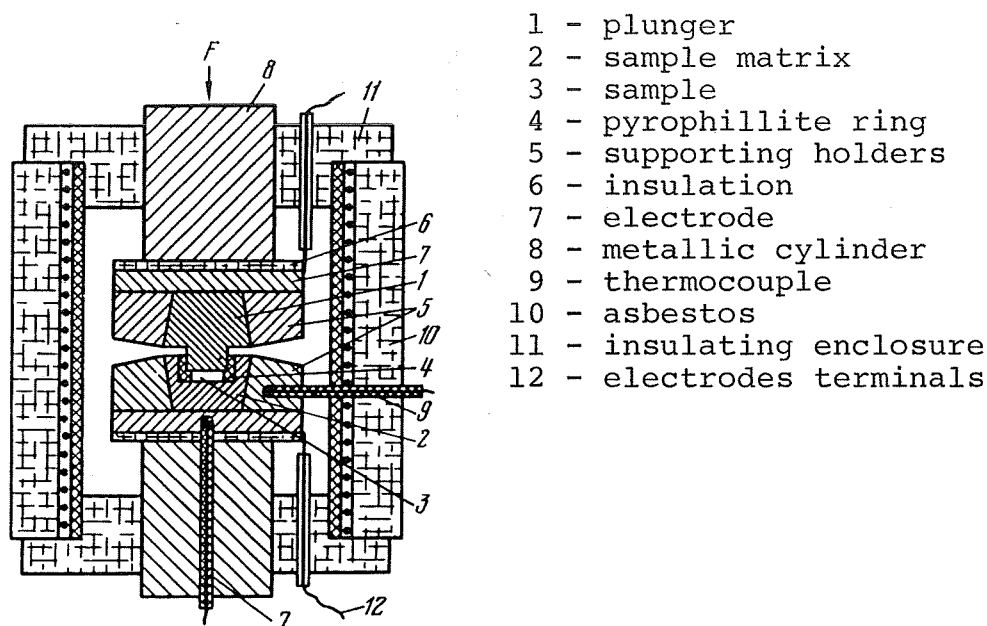 F
8
11
6
7
1
5
10
4
9
2
3
12
7
1 - plunger
2 - sample matrix
3 - sample
4 - pyrophillite ring
5 - supporting holders
6 - insulation
7 - electrode
8 - metallic cylinder
9 - thermocouple
10 - asbestos
11 - insulating enclosure
12 - electrodes terminals